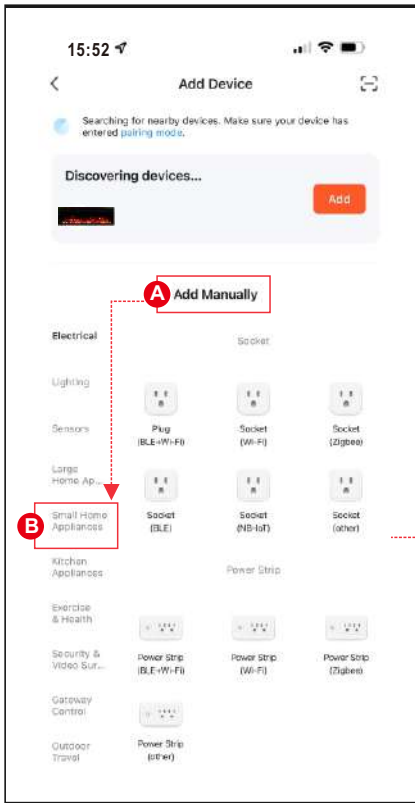 15:52
Add Device
Searching for nearby devices. Make sure your device has
entered pairing mode.
Discovering devices...
Add
A
Add Manually
Electrical
Socket
Lighting
Sensors
Plug
(BLE+Wi-Fi)
Socket
(Wi-Fi)
Socket
(Zigbee)
Large
Home Ap...
B
Small Home
Appliances
Socket
(BLE)
Socket
(NB-IoT)
Socket
(other)
Kitchen
Appliances
Power Strip
Exercise
& Health
Security &
Video Sur...
Power Strip
(BLE+Wi-Fi)
Power Strip
(Wi-Fi)
Power Strip
(Zigbee)
Gateway
Control
Outdoor
Travel
Power Strip
(other)